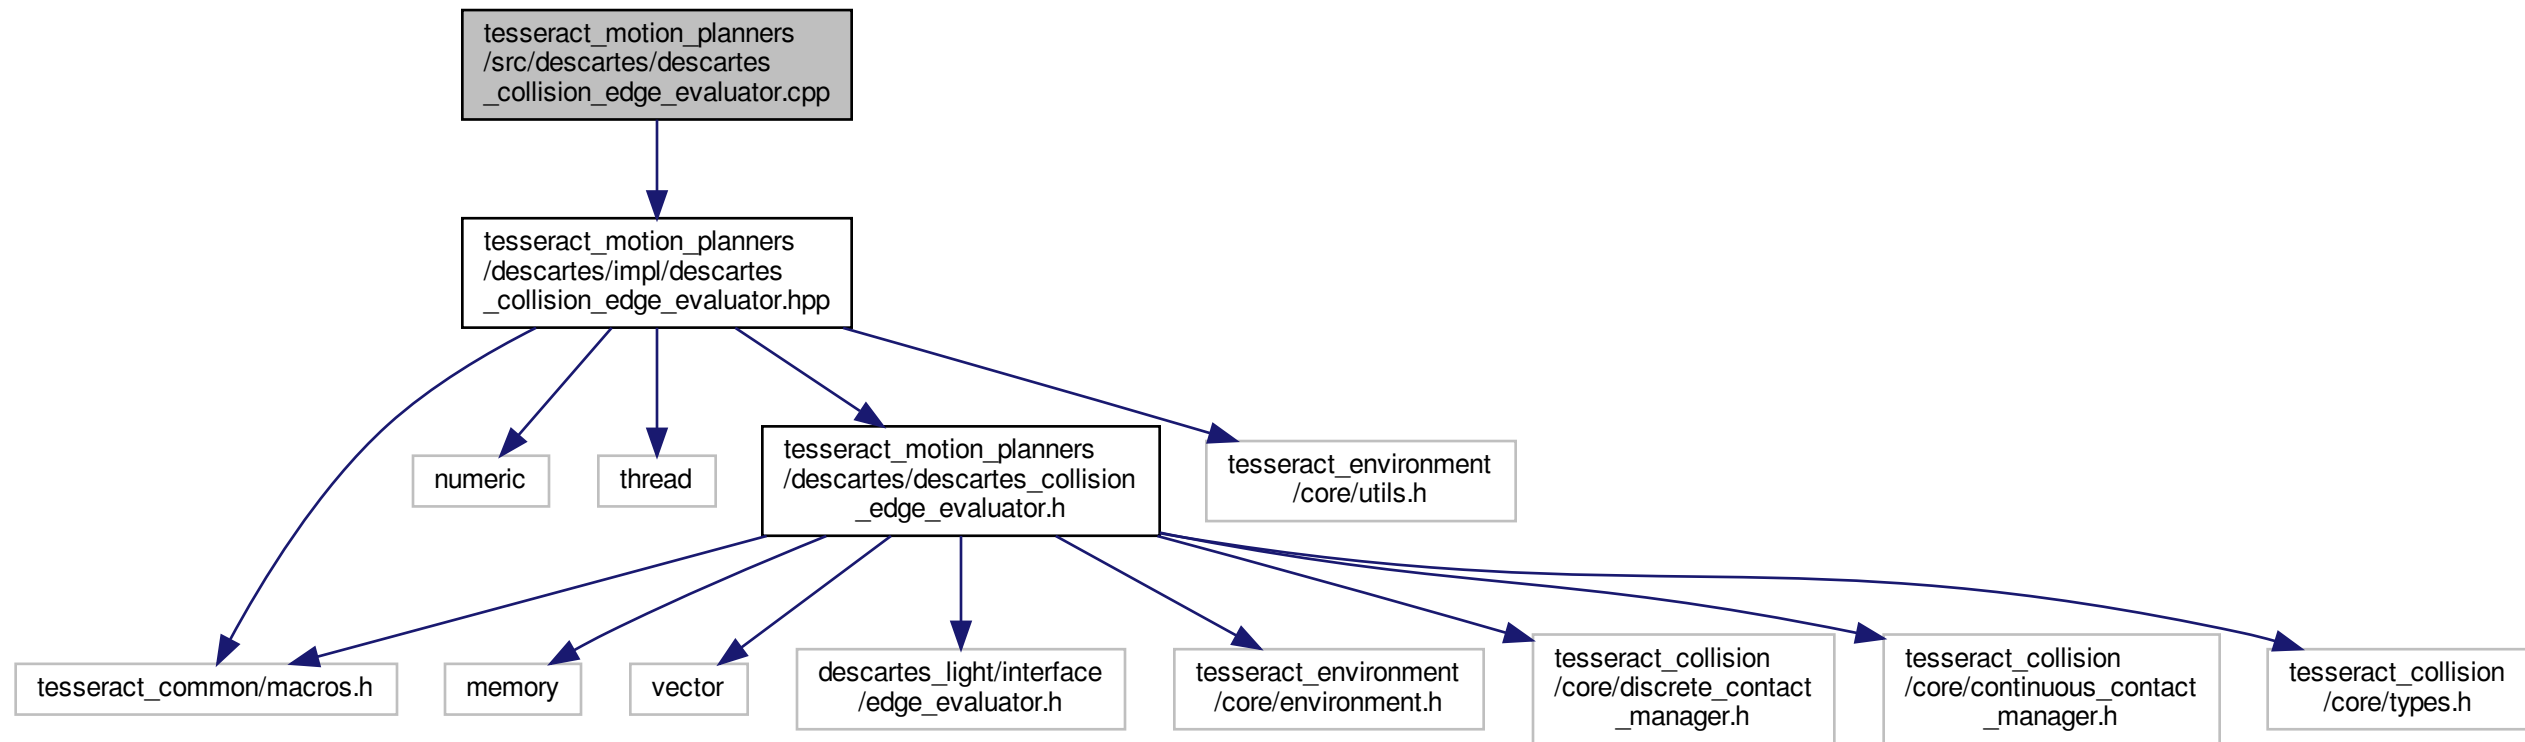 tesseract_motion_planners
/src/descartes/descartes
_collision_edge_evaluator.cpp
tesseract_motion_planners
/descartes/impl/descartes
_collision_edge_evaluator.hpp
numeric
thread
tesseract_motion_planners
/descartes/descartes_collision
_edge_evaluator.h
tesseract_environment
/core/utils.h
tesseract_common/macros.h
memory
vector
descartes_light/interface
/edge_evaluator.h
tesseract_environment
/core/environment.h
tesseract_collision
/core/discrete_contact
_manager.h
tesseract_collision
/core/continuous_contact
_manager.h
tesseract_collision
/core/types.h